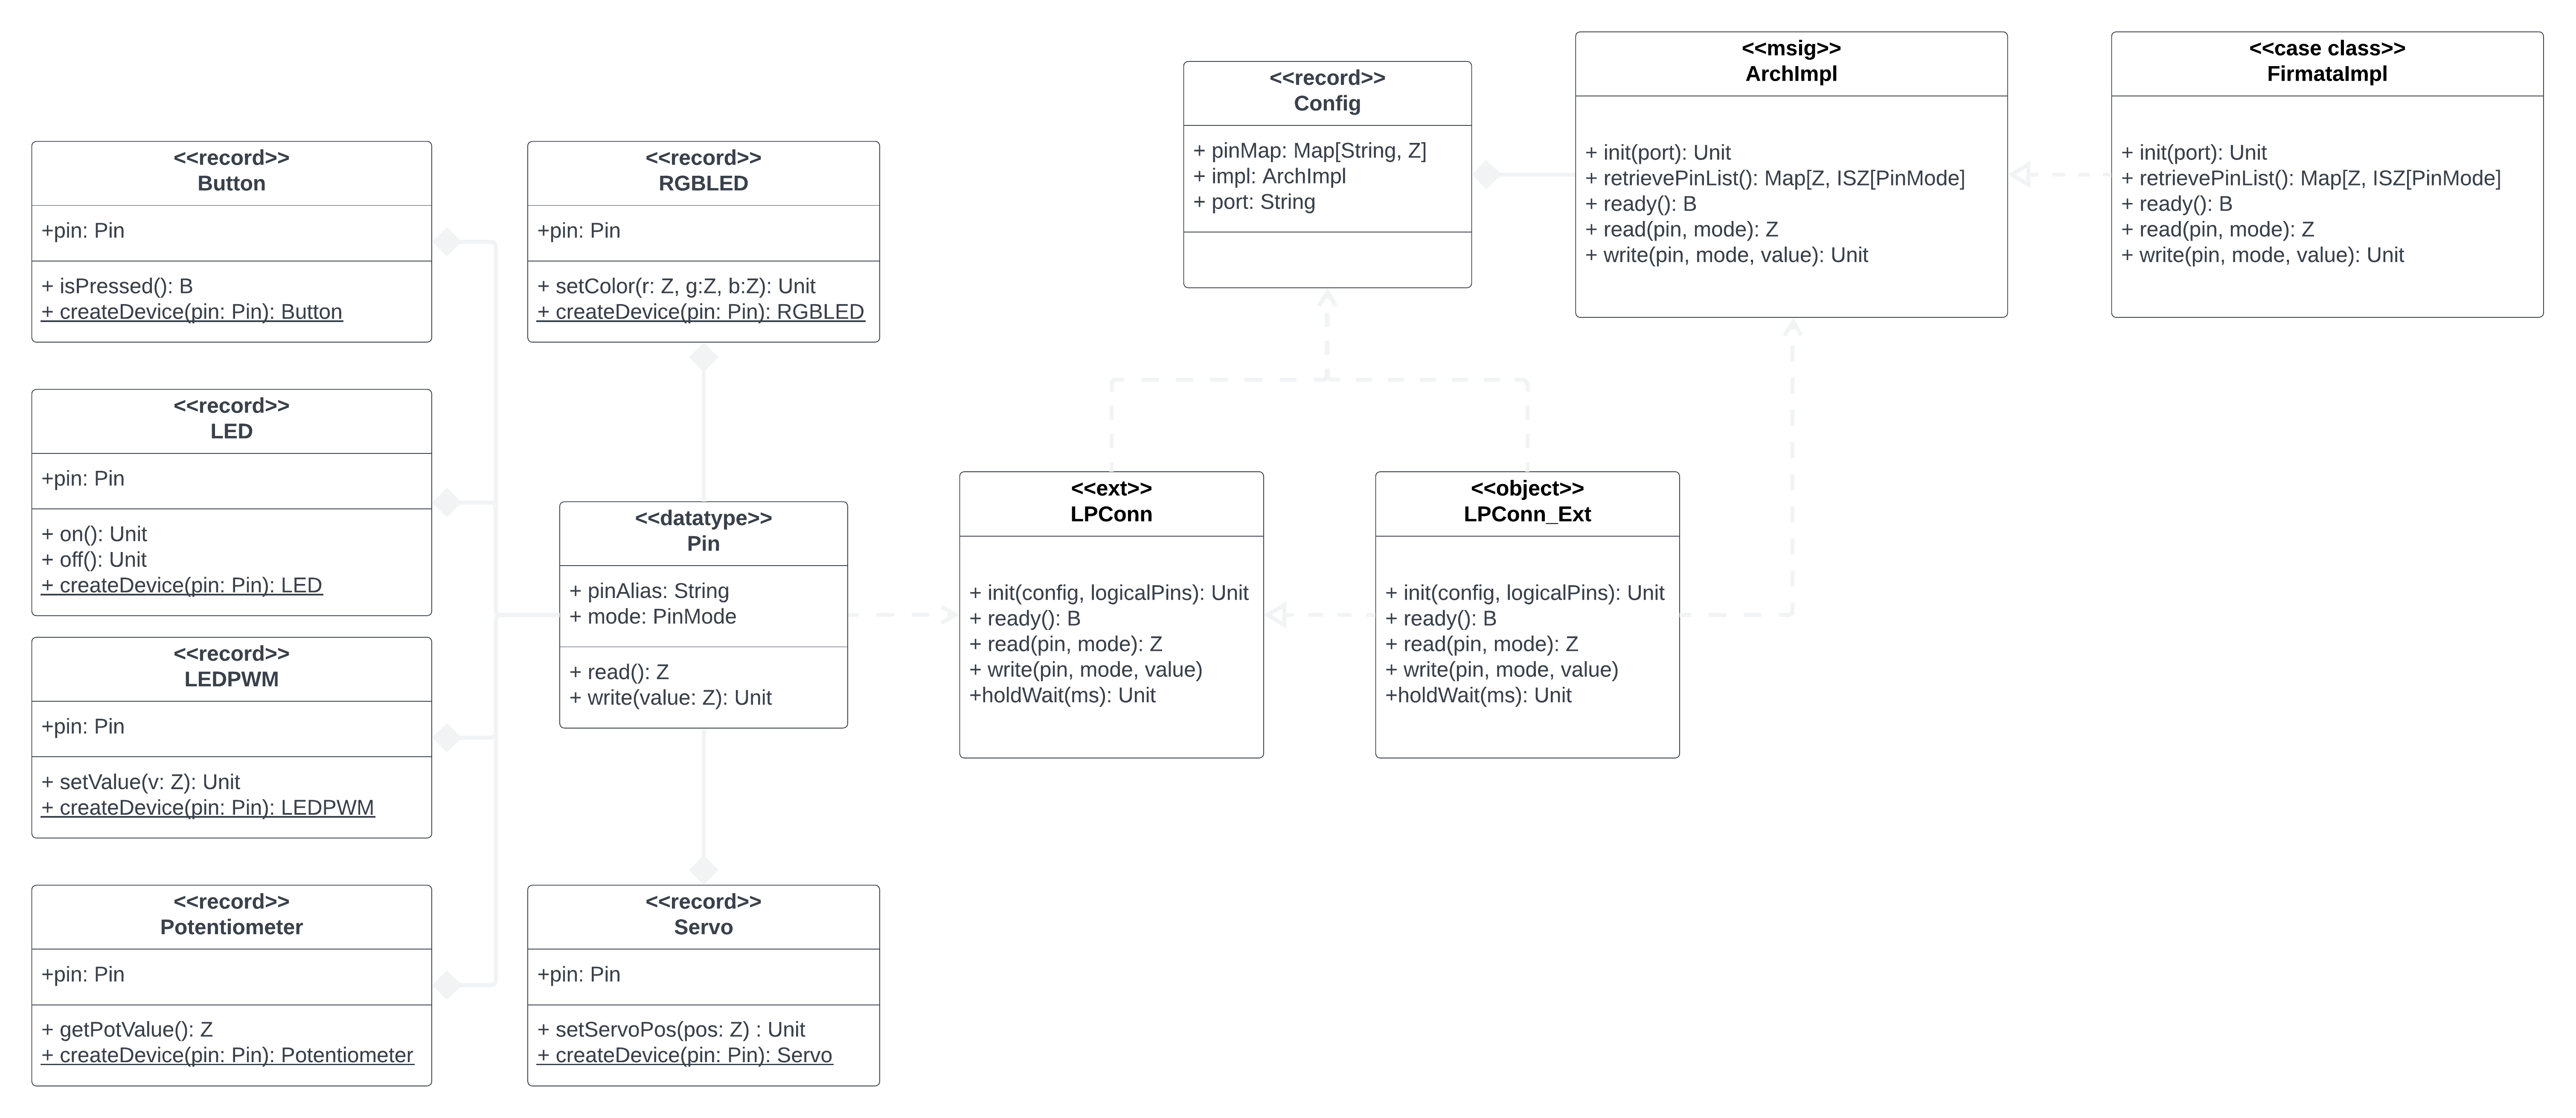 <<record>>
Button
+pin: Pin
+ isPressed(): B
+ createDevice(pin: Pin): Button
<<record>>
LED
+pin: Pin
+ on(): Unit
+ off(): Unit
+ createDevice(pin: Pin): LED
<<record>>
LEDPWM
+pin: Pin
+ setValue(v: Z): Unit
+ createDevice(pin: Pin): LEDPWM
<<record>>
Potentiometer
+pin: Pin
+ getPotValue(): Z
+ createDevice(pin: Pin): Potentiometer
<<record>>
RGBLED
+pin: Pin
+ setColor(r: Z, g:Z, b:Z): Unit
+ createDevice(pin: Pin): RGBLED
<<datatype>>
Pin
+ pinAlias: String
+ mode: PinMode
+ read(): Z
+ write(value: Z): Unit
<<record>>
Servo
+pin: Pin
+ setServoPos(pos: Z) : Unit
+ createDevice(pin: Pin): Servo
<<record>>
Config
+ pinMap: Map[String, Z]
+ impl: ArchImpl
+ port: String
<<ext>>
LPConn
+ init(config, logicalPins): Unit
+ ready(): B
+ read(pin, mode): Z
+ write(pin, mode, value)
+holdWait(ms): Unit
<<object>>
LPConn_Ext
+ init(config, logicalPins): Unit
+ ready(): B
+ read(pin, mode): Z
+ write(pin, mode, value)
+holdWait(ms): Unit
<<msig>>
ArchImpl
+ init(port): Unit
+ retrievePinList(): Map[Z, ISZ[PinMode]
+ ready(): B
+ read(pin, mode): Z
+ write(pin, mode, value): Unit
<<case class>>
FirmataImpl
+ init(port): Unit
+ retrievePinList(): Map[Z, ISZ[PinMode]
+ ready(): B
+ read(pin, mode): Z
+ write(pin, mode, value): Unit